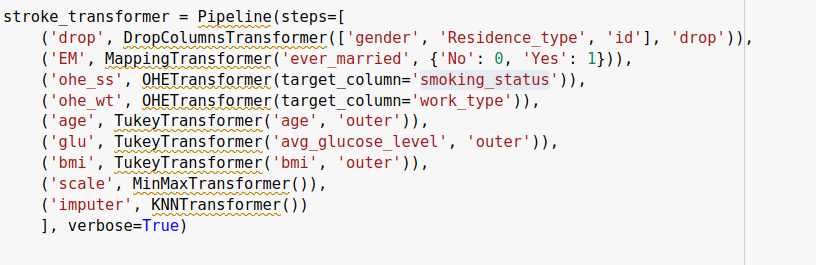 stroke_transformer = Pipeline(steps=[
    ('drop', DropColumnsTransformer(['gender', 'Residence_type', 'id'], 'drop')),
    ('EM', MappingTransformer('ever_married', {'No': 0, 'Yes': 1})),
    ('ohe_ss', OHETransformer(target_column='smoking_status')),
    ('ohe_wt', OHETransformer(target_column='work_type')),
    ('age', TukeyTransformer('age', 'outer')),
    ('glu', TukeyTransformer('avg_glucose_level', 'outer')),
    ('bmi', TukeyTransformer('bmi', 'outer')),
    ('scale', MinMaxTransformer()),
    ('imputer', KNNTransformer())
    ], verbose=True)